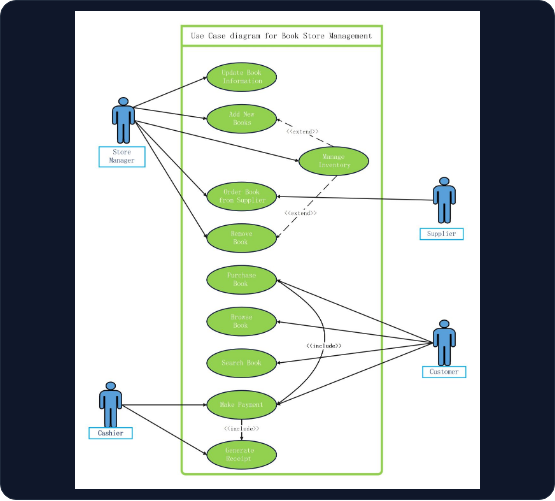 Use Case diagram for Book Store Management
Update Book
Information
Add New
Books
<<extend>>
Manage
Inventory
Store
Manager
Order Book
from Supplier
<<extend>>
Supplier
Remove
Book
Purchase
Book
Browse
Book
<<include>>
Search Book
Customer
Make Payment
Cashier
<<include>>
Generate
Receipt